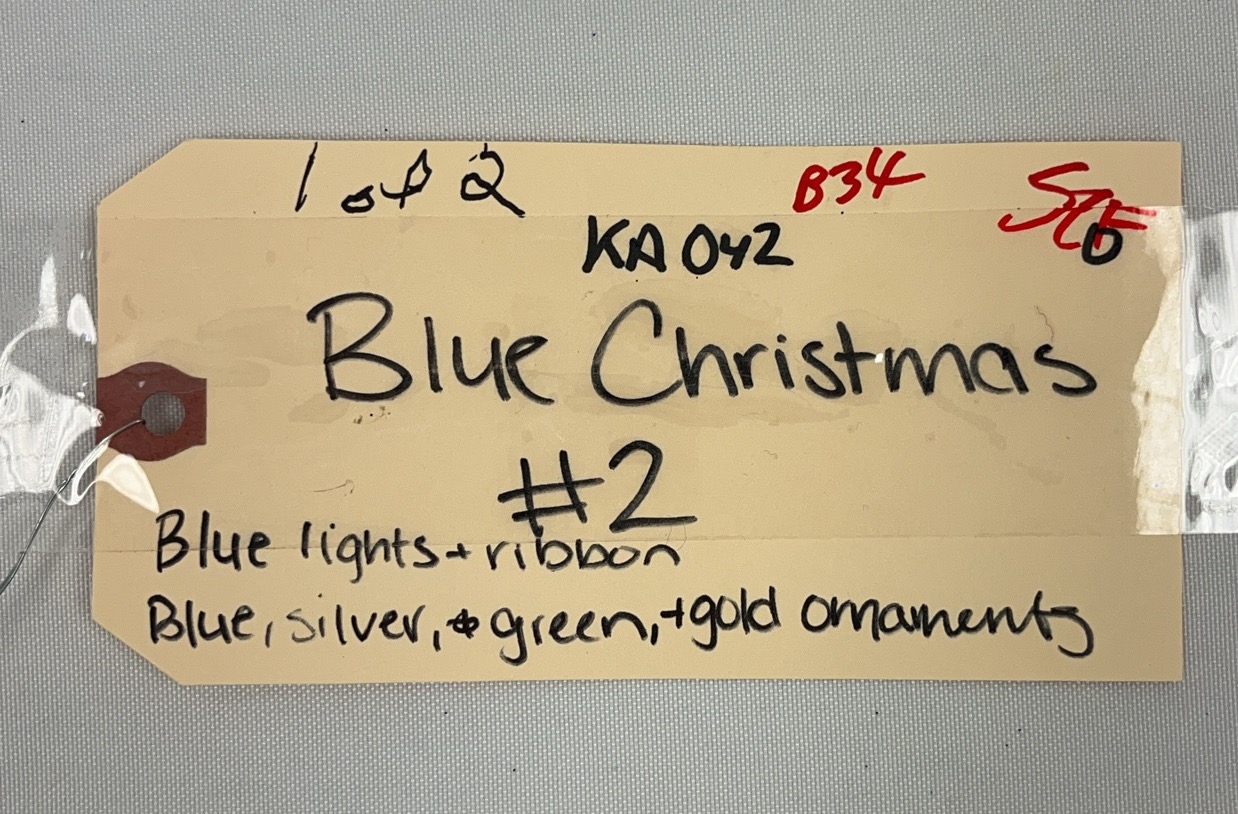 1 of 2 B34
KA042
Blue Christmas
#2
Blue lights + ribbon
Blue, silver, green, + gold ornaments